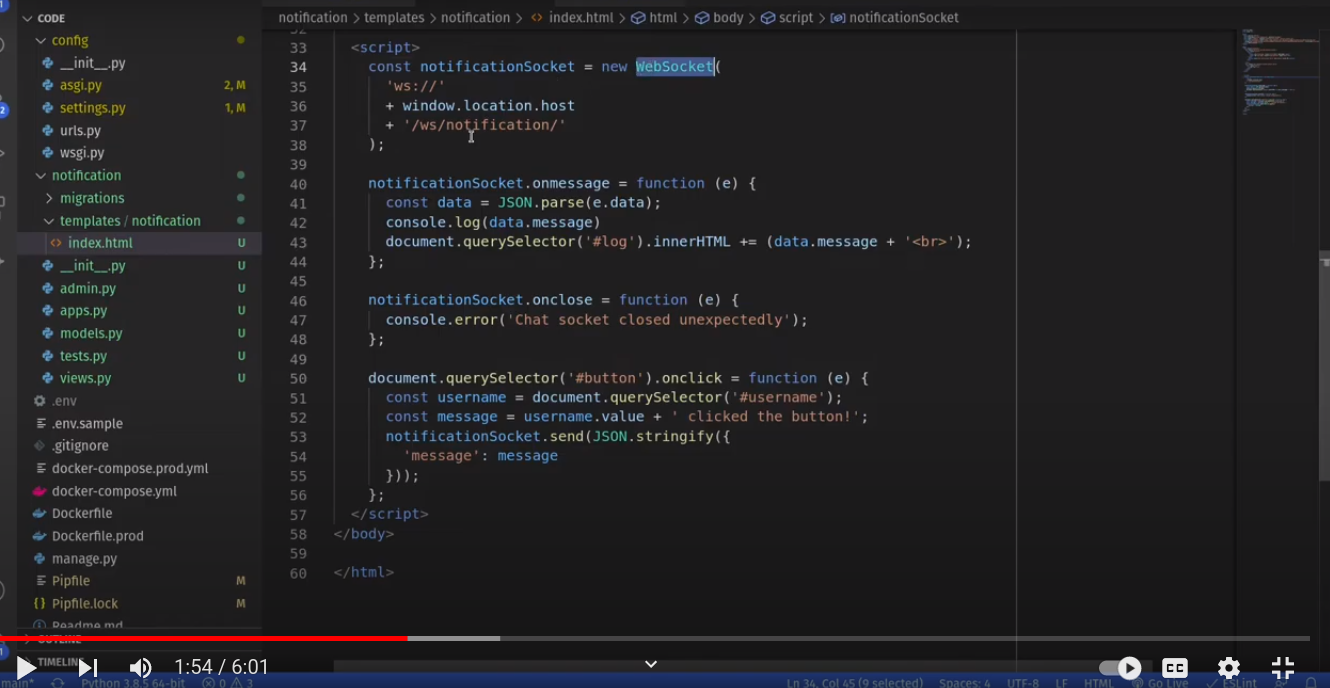 CODE
notification > templates > notification > <> index.html > html > body > script > notificationSocket
config
__init__.py
asgi.py 2, M
settings.py 1, M
urls.py
wsgi.py
notification
migrations
templates / notification
<> index.html U
__init__.py U
admin.py U
apps.py U
models.py U
tests.py U
views.py U
.env
.env.sample
.gitignore
docker-compose.prod.yml
docker-compose.yml
Dockerfile
Dockerfile.prod
manage.py
Pipfile M
{} Pipfile.lock M
Readme.md
OUTLINE
TIMELINE
32
33 <script>
34 const notificationSocket = new WebSocket(
35 'ws://'
36 + window.location.host
37 + '/ws/notification/'
38 );
39
40 notificationSocket.onmessage = function (e) {
41 const data = JSON.parse(e.data);
42 console.log(data.message)
43 document.querySelector('#log').innerHTML += (data.message + '<br>');
44 };
45
46 notificationSocket.onclose = function (e) {
47 console.error('Chat socket closed unexpectedly');
48 };
49
50 document.querySelector('#button').onclick = function (e) {
51 const username = document.querySelector('#username');
52 const message = username.value + ' clicked the button!';
53 notificationSocket.send(JSON.stringify({
54 'message': message
55 }));
56 };
57 </script>
58 </body>
59
60 </html>
1:54 / 6:01
CC
main* Python 3.8.5 64-bit 0 3 Ln 34, Col 45 (9 selected) Spaces: 4 UTF-8 LF HTML Go Live ESLint